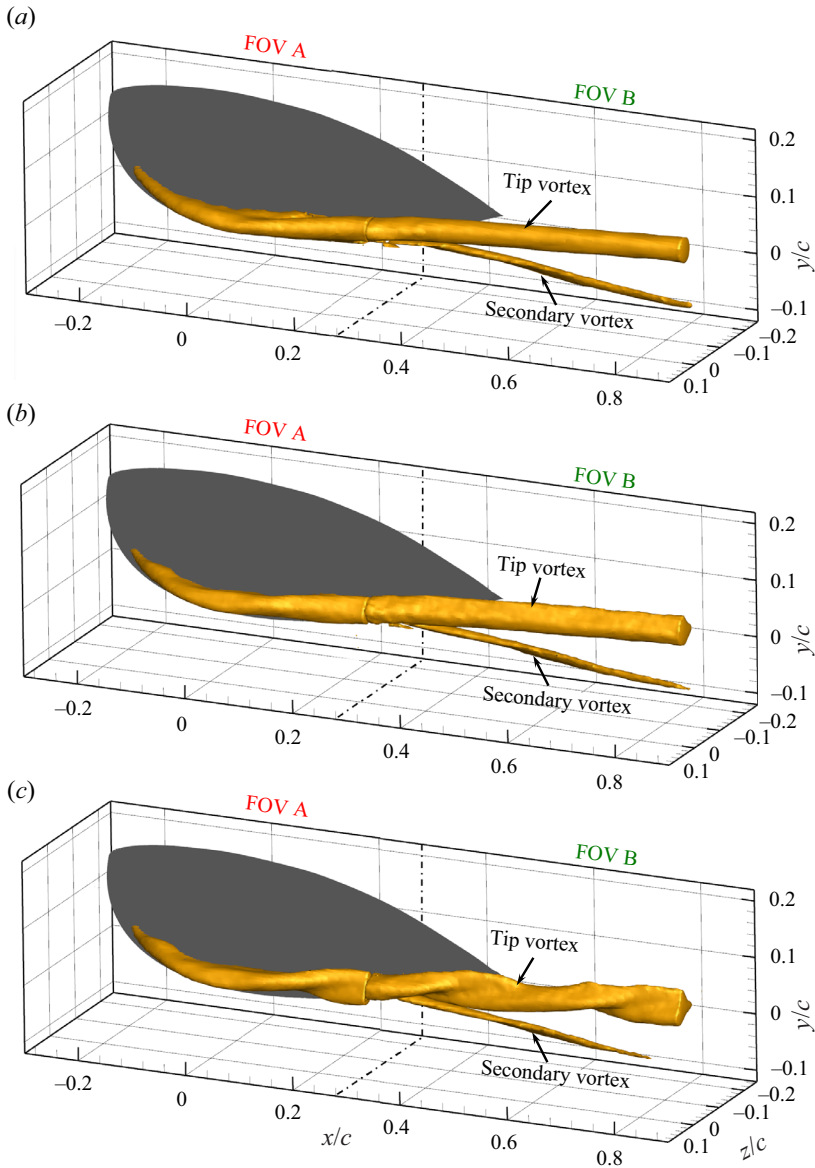 (a)
FOV A
FOV B
0.2
Tip vortex
0.1
0
y/c
Secondary vortex
–0.1
–0.2
–0.2
–0.1
0
0
0.2
0.1
0.4
0.6
0.8
(b)
FOV A
FOV B
0.2
Tip vortex
0.1
0
y/c
Secondary vortex
–0.1
–0.2
–0.2
–0.1
0
0
0.2
0.1
0.4
0.6
0.8
(c)
FOV A
FOV B
0.2
Tip vortex
0.1
0
y/c
Secondary vortex
–0.1
–0.2
–0.2
–0.1
0
0
0.2
0.1
x/c
0.4
z/c
0.6
0.8